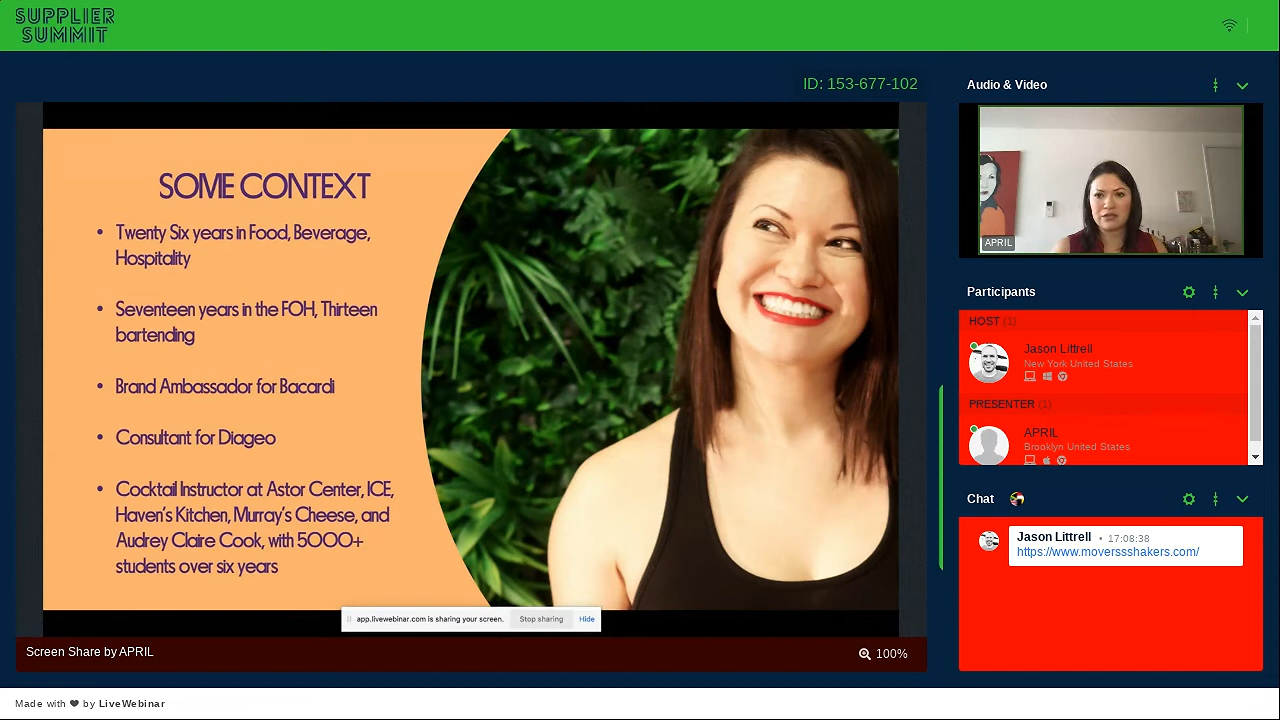 SUPPLIER
SUMMIT
ID: 153-677-102
SOME CONTEXT
• Twenty Six years in Food, Beverage,
Hospitality
• Seventeen years in the FOH, Thirteen
bartending
• Brand Ambassador for Bacardi
• Consultant for Diageo
• Cocktail Instructor at Astor Center, ICE,
Haven's Kitchen, Murray's Cheese, and
Audrey Claire Cook, with 5000+
students over six years
app.livewebinar.com is sharing your screen. Stop sharing Hide
Screen Share by APRIL
100%
Audio & Video
APRIL
Participants
HOST (1)
Jason Littrell
New York United States
PRESENTER (1)
APRIL
Brooklyn United States
Chat
Jason Littrell • 17:08:38
https://www.moversshakers.com/
Made with ❤ by LiveWebinar